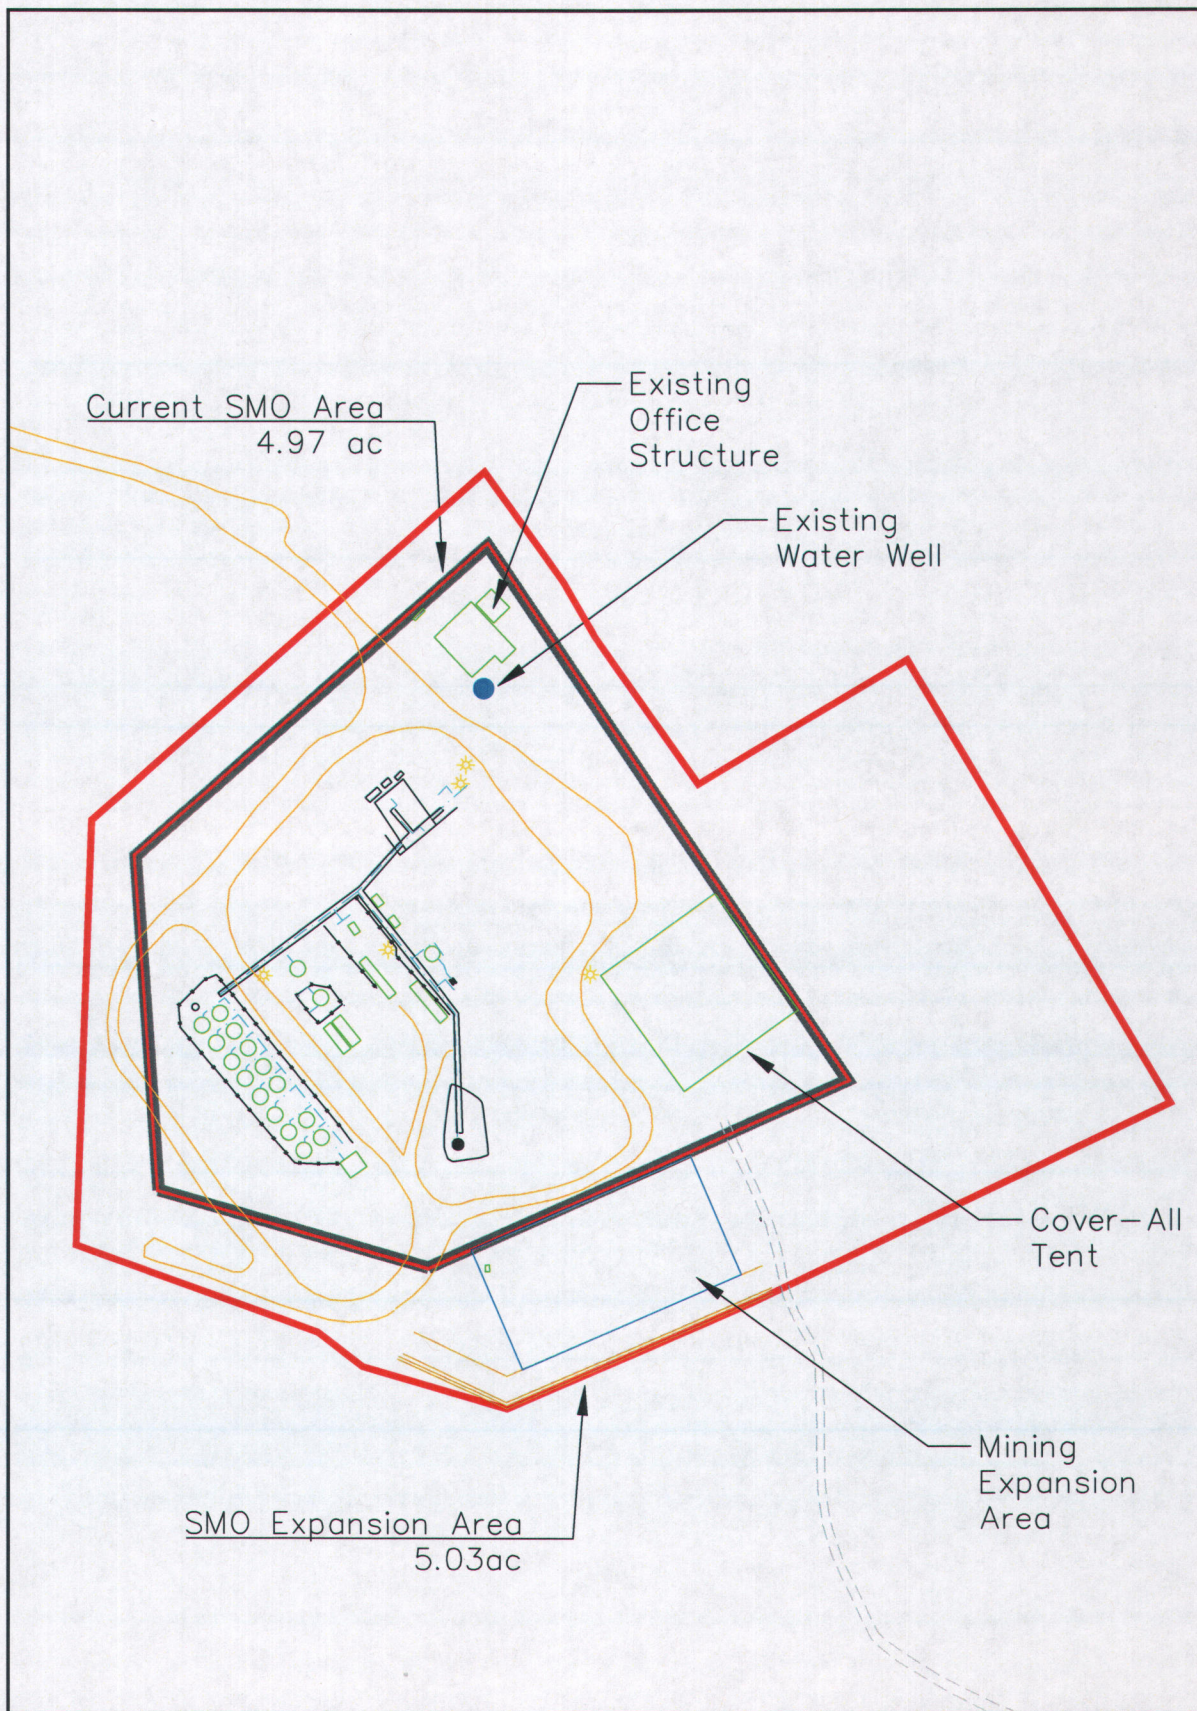 Existing
Office
Structure
Current SMO Area
4.97 ac
Existing
Water Well
Cover-All
Tent
Mining
Expansion
Area
SMO Expansion Area
5.03ac